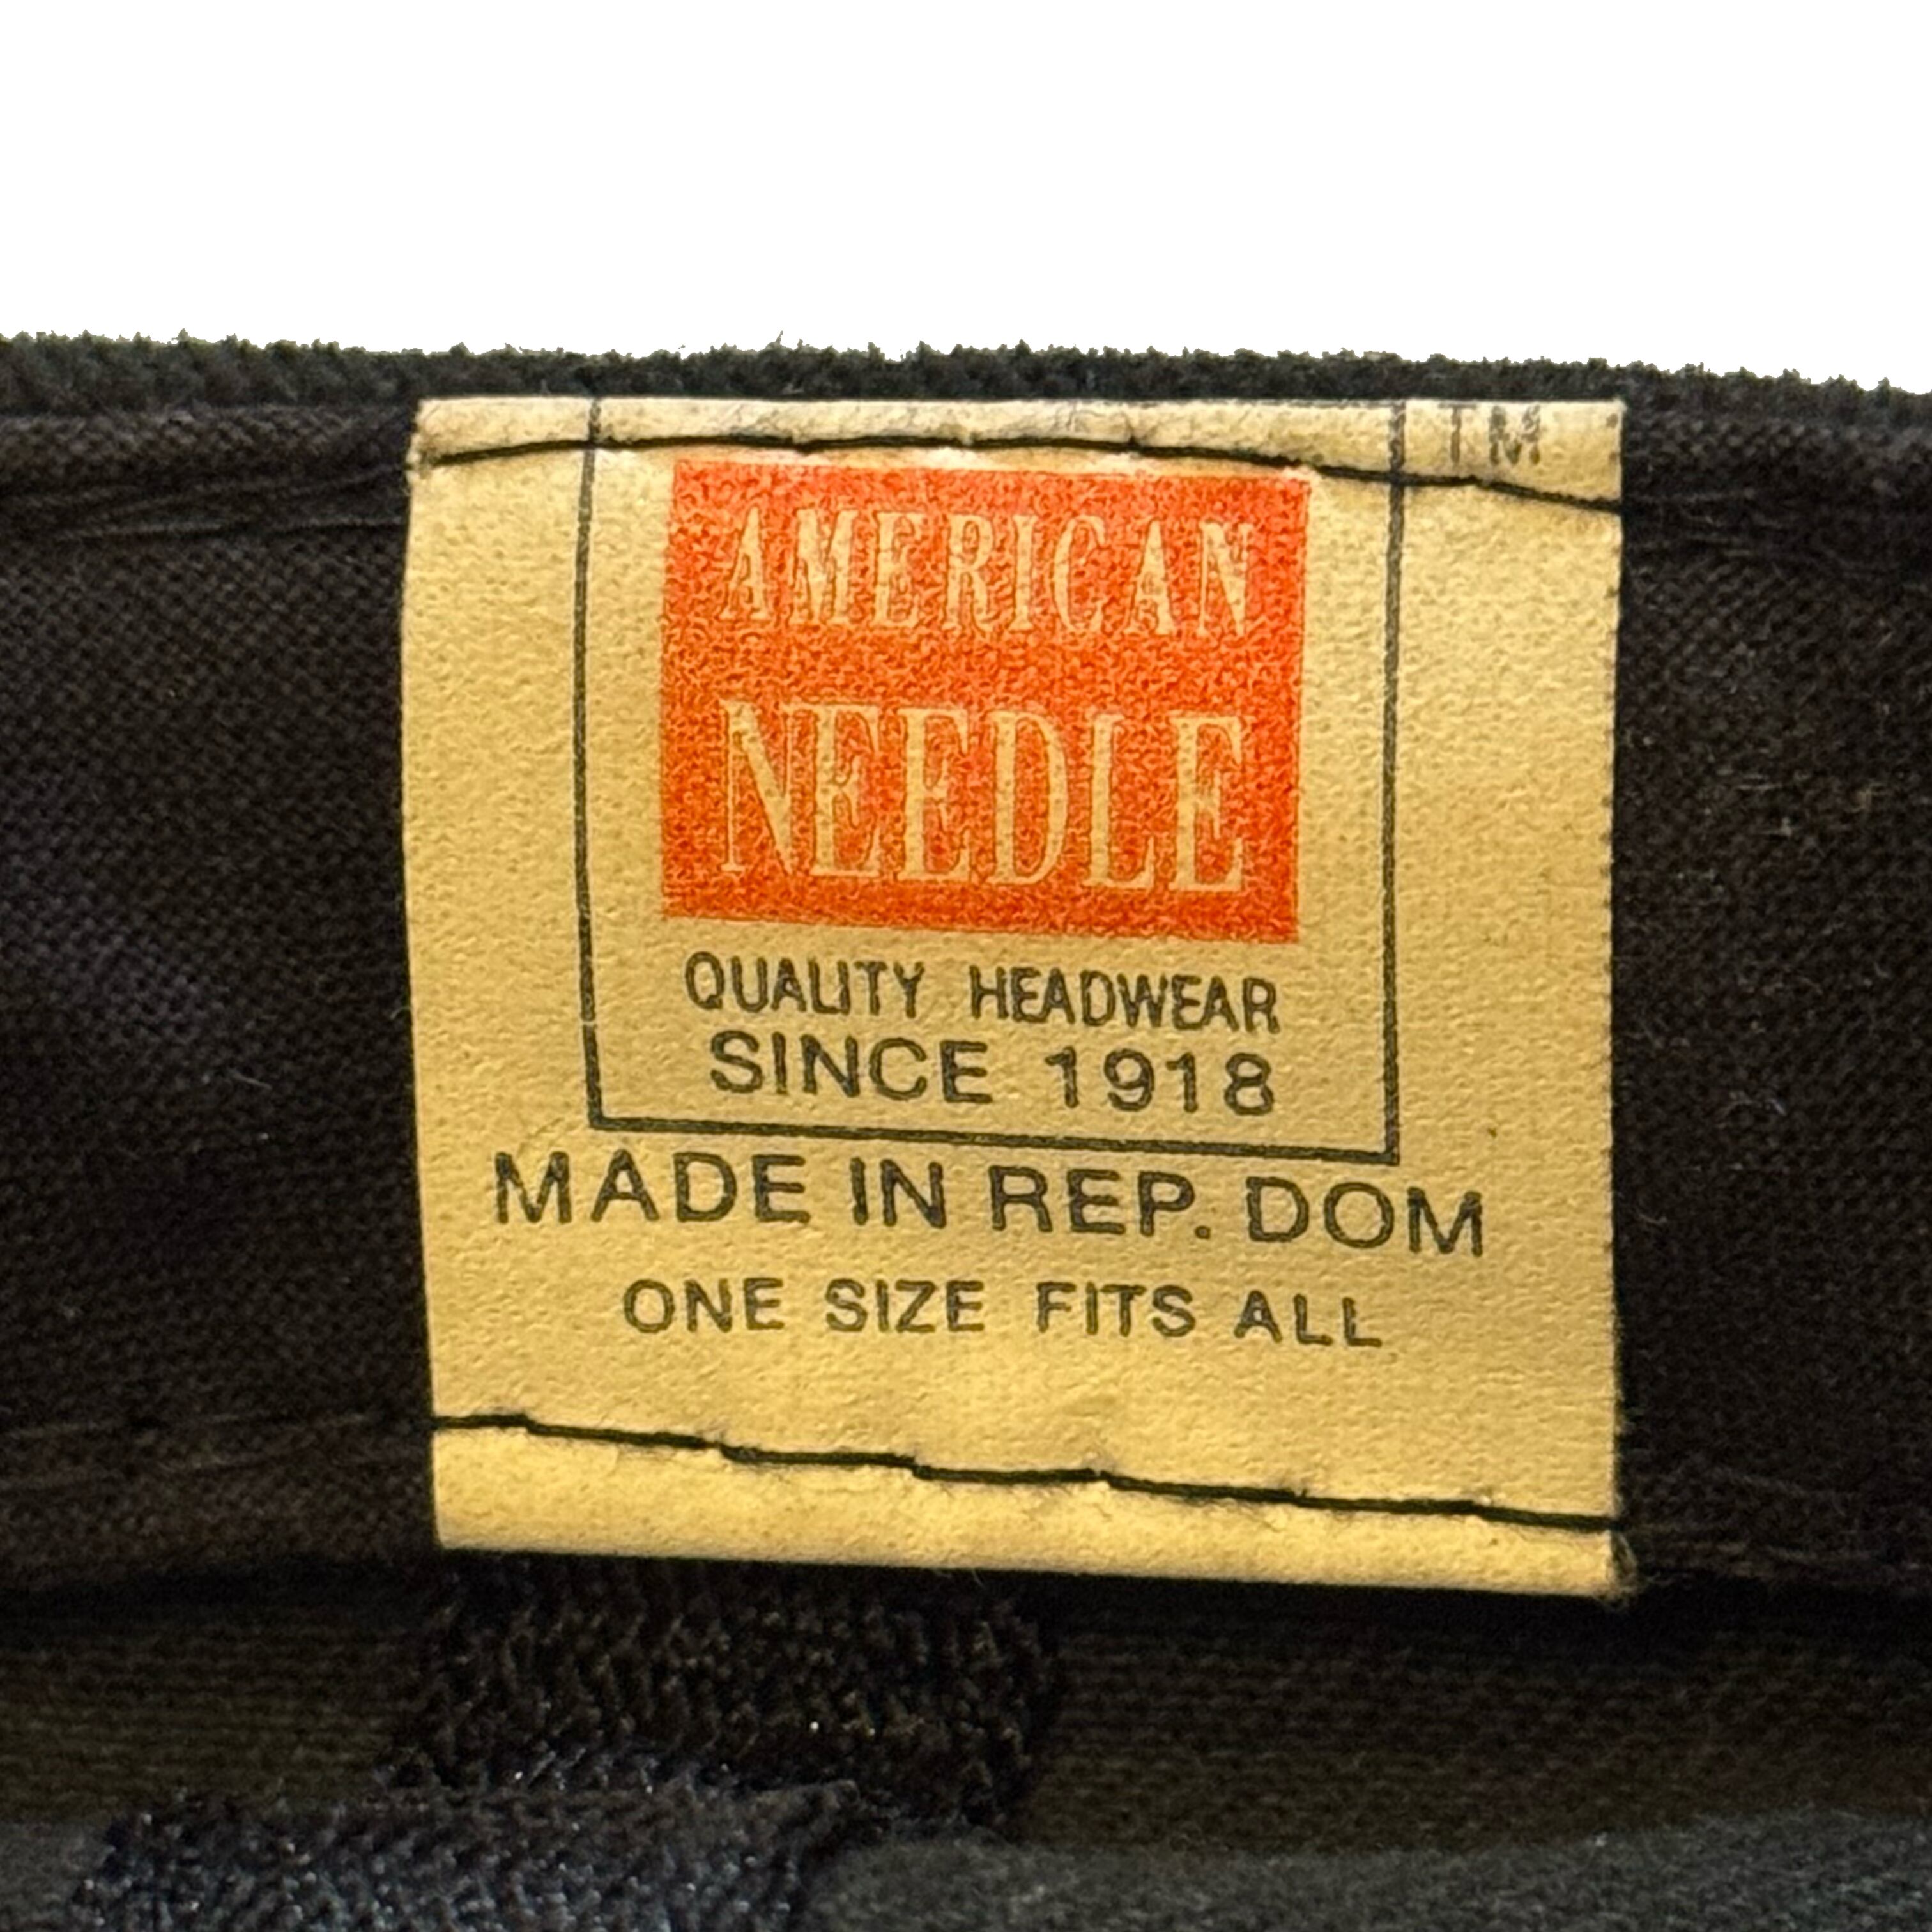 TM
AMERICAN
NEEDLE
QUALITY HEADWEAR
SINCE 1918
MADE IN REP. DOM
ONE SIZE FITS ALL